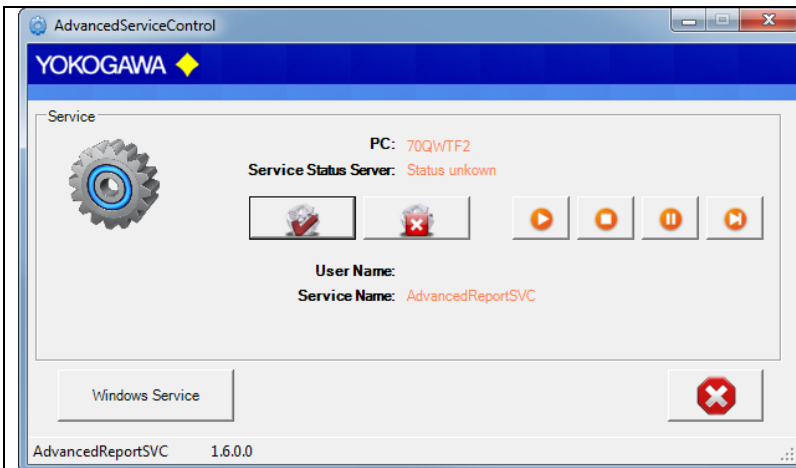 AdvancedServiceControl
YOKOGAWA
Service
PC: 70QWTF2
Service Status Server: Status unkown
User Name:
Service Name: AdvancedReportSVC
Windows Service
AdvancedReportSVC 1.6.0.0